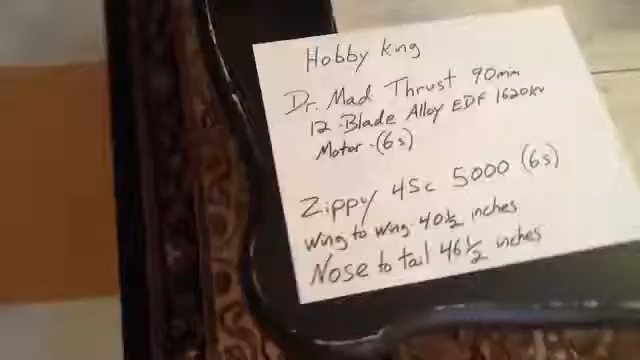 Hobby King
Dr. Mad Thrust 90mm
12-Blade Alloy EDF 1620kv
Motor-(6s)
Zippy 45c 5000 (6s)
Wing to wing 40½ inches
Nose to tail 46½ inches